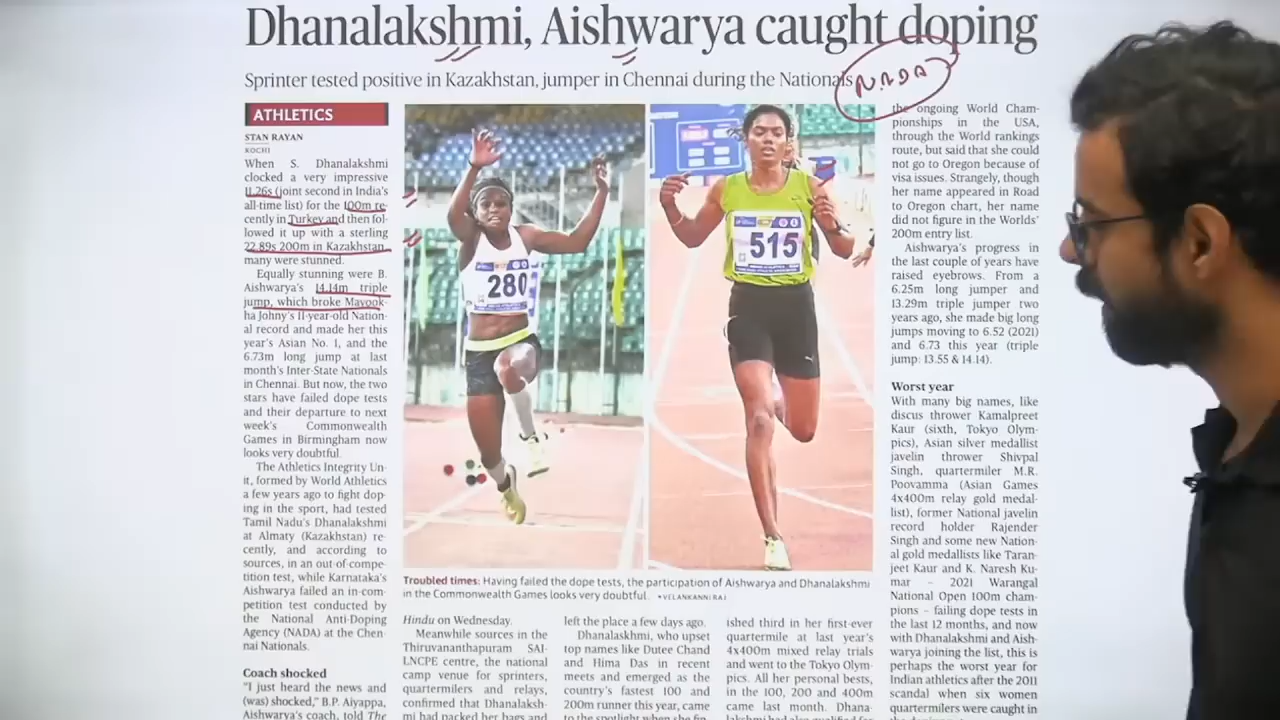 Dhanalakshmi, Aishwarya caught doping
Sprinter tested positive in Kazakhstan, jumper in Chennai during the Nationals
NADA
ATHLETICS
STAN RAYAN
KOCHI
When S. Dhanalakshmi
clocked a very impressive
11.26s (joint second in India's
all-time list) for the 100m re-
cently in Turkey and then fol-
lowed it up with a sterling
22.89s 200m in Kazakhstan,
many were stunned.
Equally stunning were B.
Aishwarya's 14.14m triple
jump, which broke Mayook-
ha Johny's 11-year-old Nation-
al record and made her this
year's Asian No. 1, and the
6.73m long jump at last
month's Inter-State Nationals
in Chennai. But now, the two
stars have failed dope tests
and their departure to next
week's Commonwealth
Games in Birmingham now
looks very doubtful.
The Athletics Integrity Un-
it, formed by World Athletics
a few years ago to fight dop-
ing in the sport, had tested
Tamil Nadu's Dhanalakshmi
at Almaty (Kazakhstan) re-
cently, and according to
sources, in an out-of-compe-
tition test, while Karnataka's
Aishwarya failed an in-com-
petition test conducted by
the National Anti-Doping
Agency (NADA) at the Chen-
nai Nationals.
Coach shocked
"I just heard the news and
(was) shocked," B.P. Aiyappa,
Aishwarya's coach, told The
280
515
Troubled times: Having failed the dope tests, the participation of Aishwarya and Dhanalakshmi
in the Commonwealth Games looks very doubtful. • VELANKANNI RAJ
Hindu on Wednesday.
Meanwhile sources in the
Thiruvananthapuram SAI-
LNCPE centre, the national
camp venue for sprinters,
quartermilers and relays,
confirmed that Dhanalaksh-
mi had packed her bags and
left the place a few days ago.
Dhanalaskhmi, who upset
top names like Dutee Chand
and Hima Das in recent
meets and emerged as the
country's fastest 100 and
200m runner this year, came
to the spotlight when she fin-
ished third in her first-ever
quartermile at last year's
4x400m mixed relay trials
and went to the Tokyo Olym-
pics. All her personal bests,
in the 100, 200 and 400m
came last month. Dhana-
lakshmi had also qualified for
the ongoing World Cham-
pionships in the USA,
through the World rankings
route, but said that she could
not go to Oregon because of
visa issues. Strangely, though
her name appeared in Road
to Oregon chart, her name
did not figure in the Worlds'
200m entry list.
Aishwarya's progress in
the last couple of years have
raised eyebrows. From a
6.25m long jumper and
13.29m triple jumper two
years ago, she made big long
jumps moving to 6.52 (2021)
and 6.73 this year (triple
jump: 13.55 & 14.14).
Worst year
With many big names, like
discus thrower Kamalpreet
Kaur (sixth, Tokyo Olym-
pics), Asian silver medallist
javelin thrower Shivpal
Singh, quartermiler M.R.
Poovamma (Asian Games
4x400m relay gold medal-
list), former National javelin
record holder Rajender
Singh and some new Nation-
al gold medallists like Taran-
jeet Kaur and K. Naresh Ku-
mar – 2021 Warangal
National Open 100m cham-
pions – failing dope tests in
the last 12 months, and now
with Dhanalakshmi and Aish-
warya joining the list, this is
perhaps the worst year for
Indian athletics after the 2011
scandal when six women
quartermilers were caught in